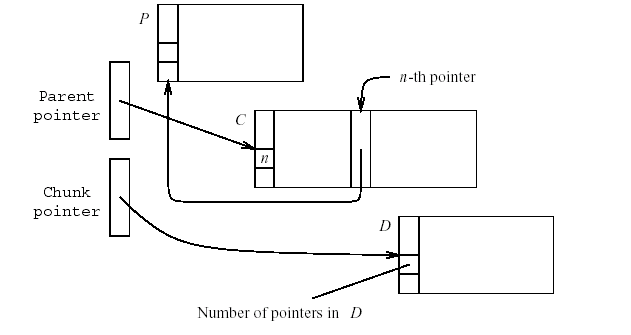 P
n-th pointer
Parent
pointer
C
n
Chunk
pointer
D
Number of pointers in D